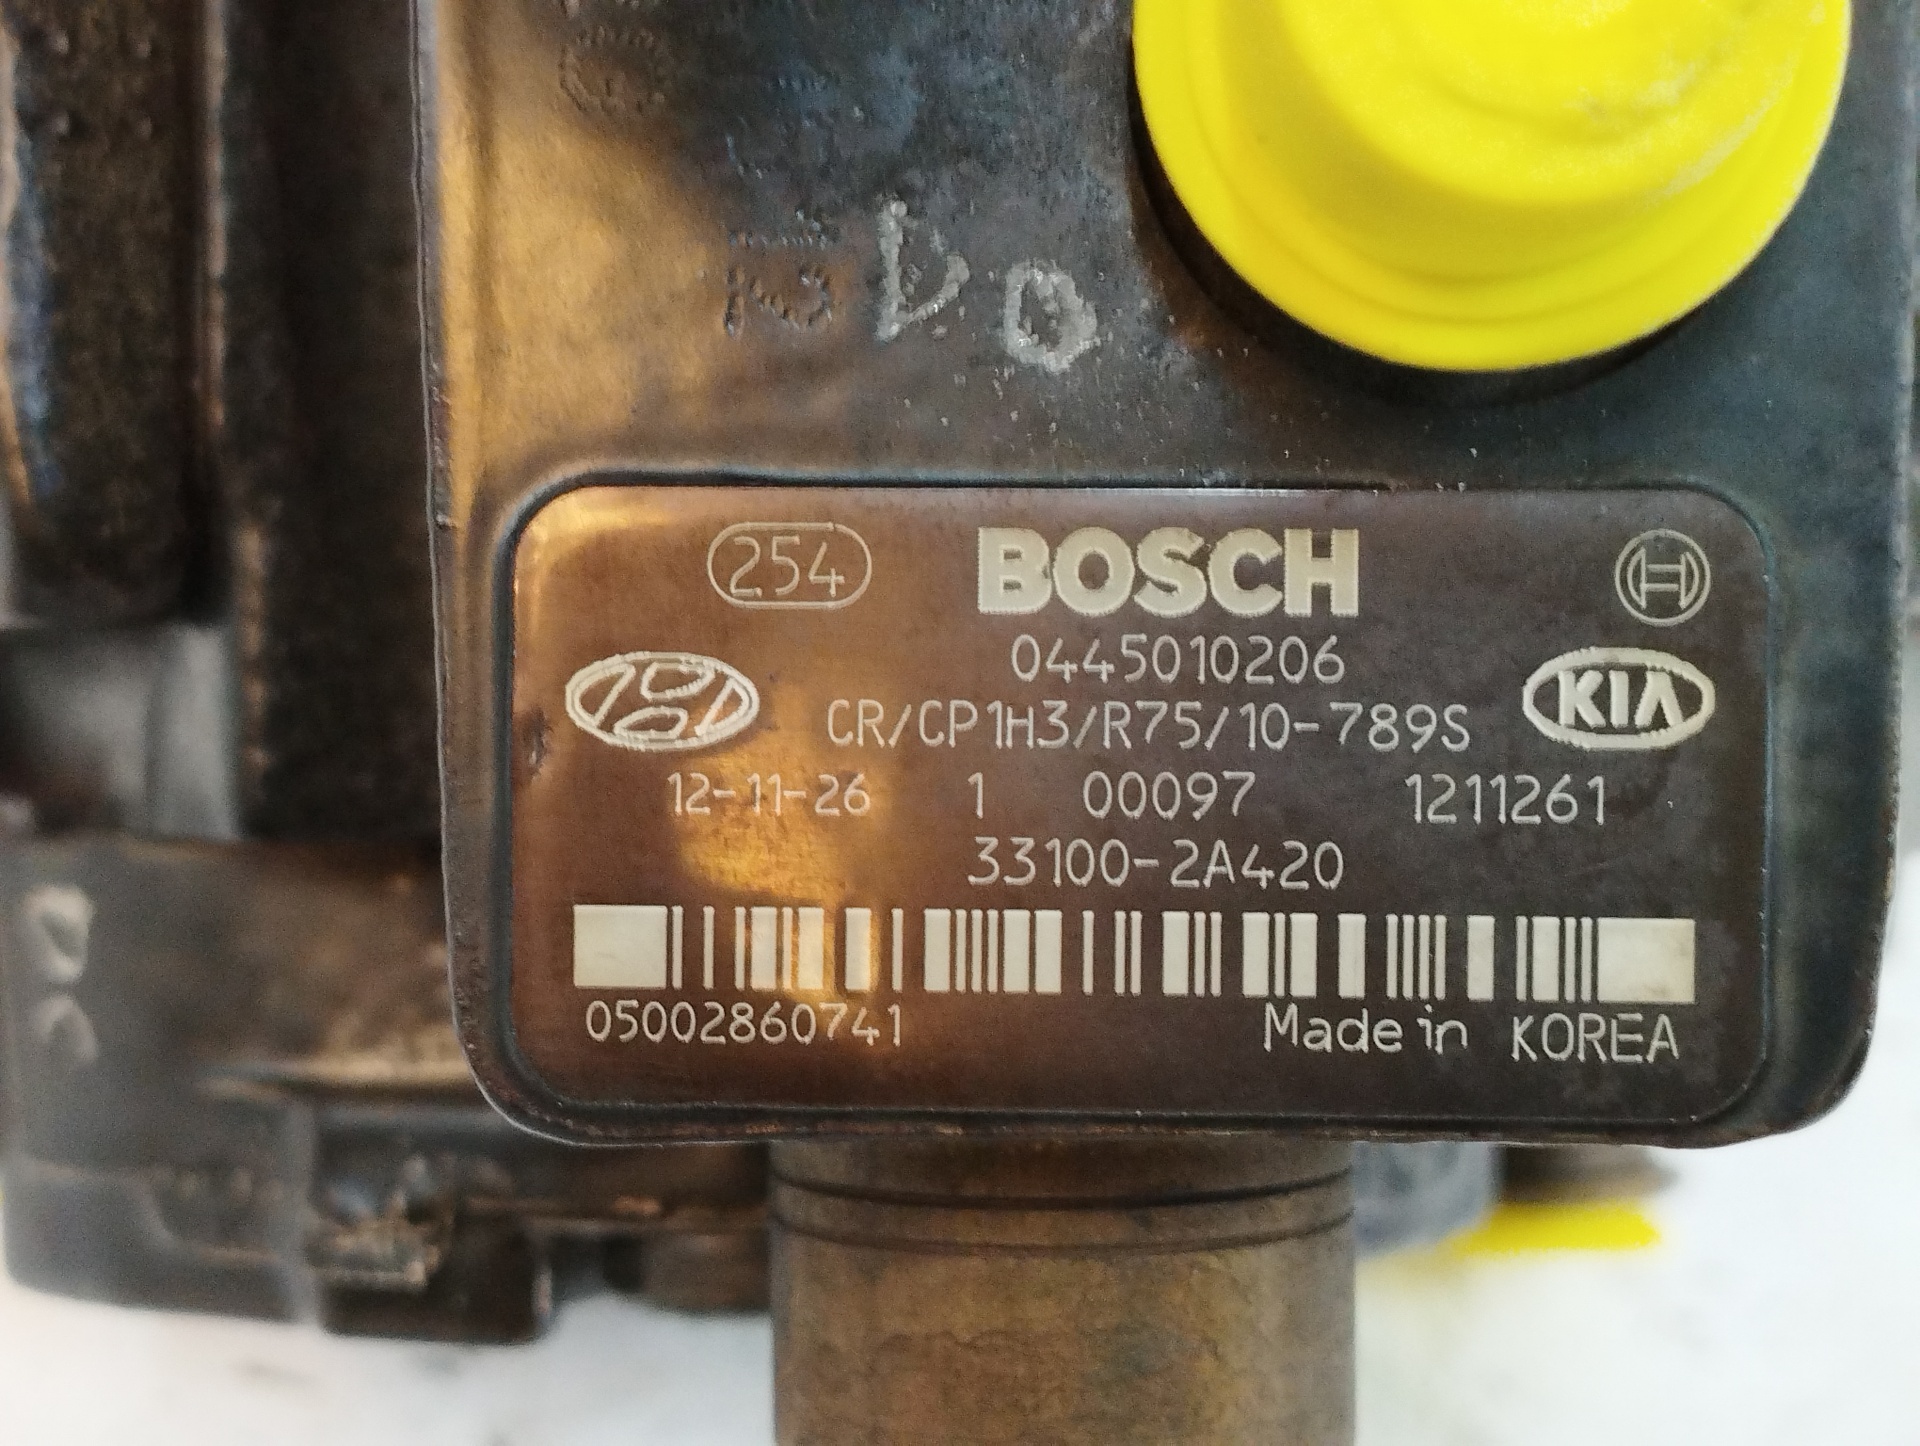 254 BOSCH
0445010206
CR/CP1H3/R75/10-789S KIA
12-11-26 1 00097 1211261
33100-2A420
05002860741 Made in KOREA